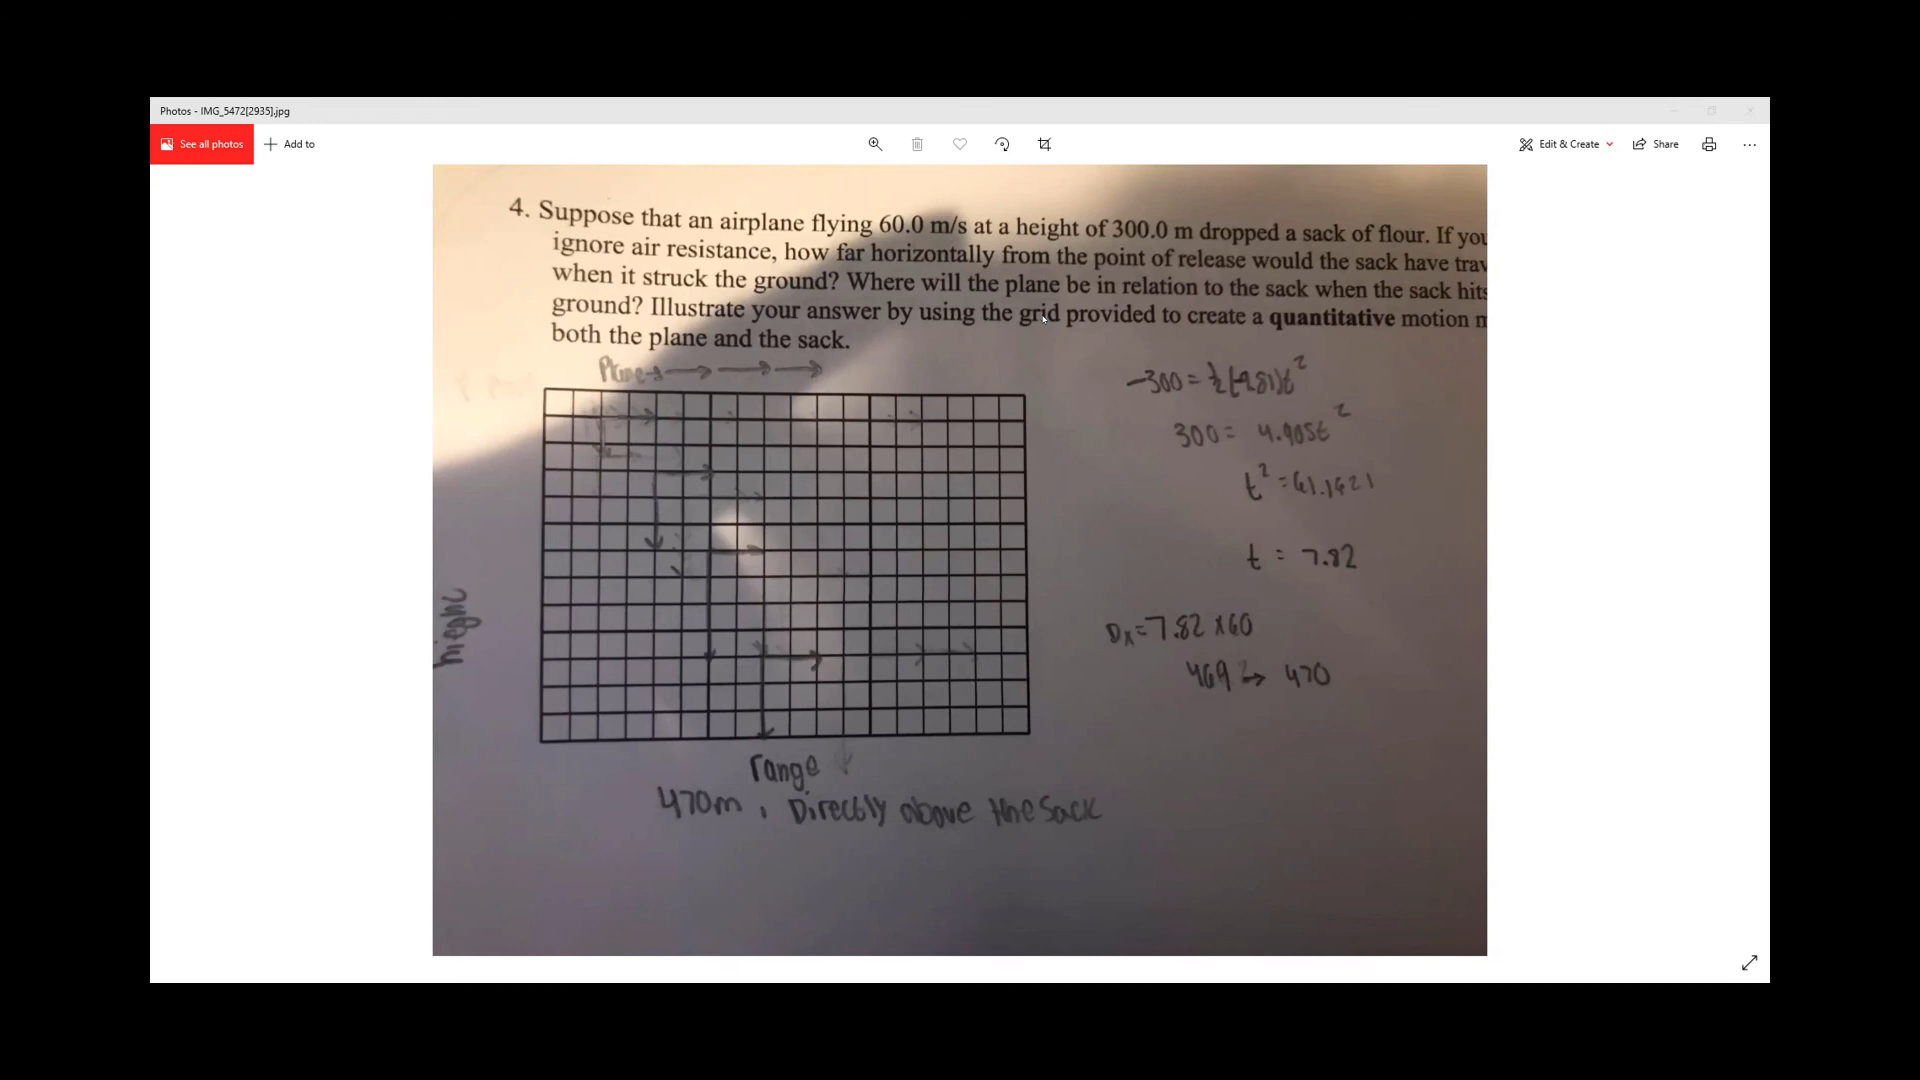 Photos - IMG_5472[2935].jpg
See all photos
Add to
Edit & Create
Share
4. Suppose that an airplane flying 60.0 m/s at a height of 300.0 m dropped a sack of flour. If you
ignore air resistance, how far horizontally from the point of release would the sack have trav
when it struck the ground? Where will the plane be in relation to the sack when the sack hits
ground? Illustrate your answer by using the grid provided to create a quantitative motion m
both the plane and the sack.
Plane
-300 = ½(-9.81)t²
300 = 4.905t²
t² = 61.1621
t = 7.82
Dx = 7.82 x 60
469 → 470
hieght
range
470m, Directly above the Sack